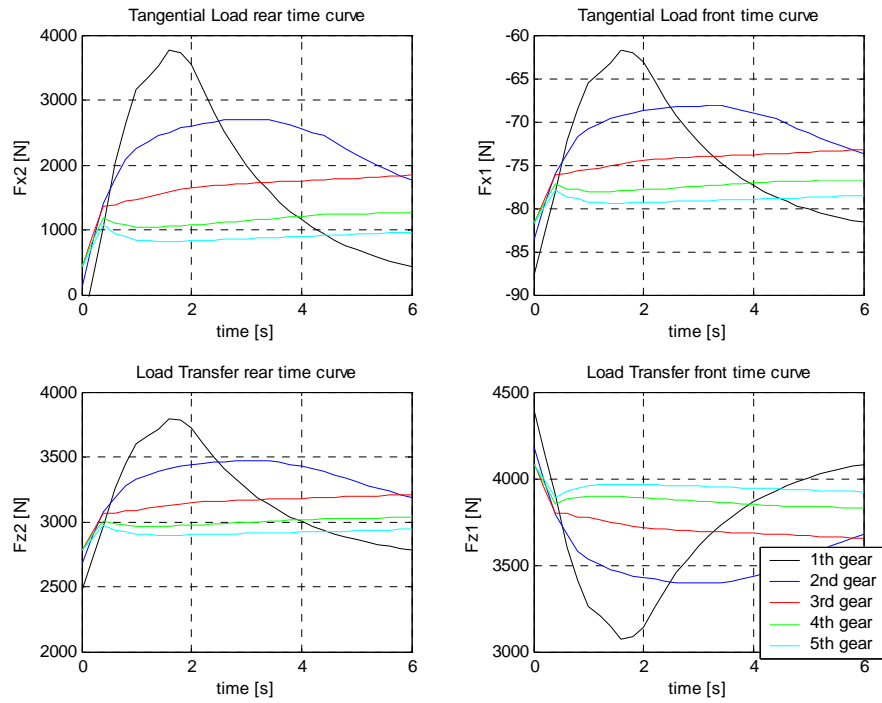 Tangential Load rear time curve
4000
3000
2000
1000
0
Fx2 [N]
0 2 4 6
time [s]
Tangential Load front time curve
-60
-65
-70
-75
-80
-85
-90
Fx1 [N]
0 2 4 6
time [s]
Load Transfer rear time curve
4000
3500
3000
2500
2000
Fz2 [N]
0 2 4 6
time [s]
Load Transfer front time curve
4500
4000
3500
3000
Fz1 [N]
0 2 4 6
time [s]
1th gear
2nd gear
3rd gear
4th gear
5th gear